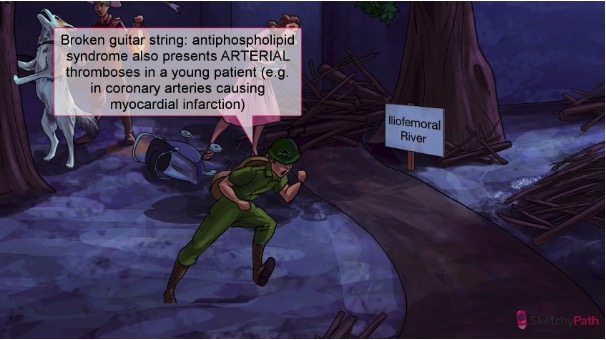 Broken guitar string: antiphospholipid
syndrome also presents ARTERIAL
thromboses in a young patient (e.g.
in coronary arteries causing
myocardial infarction)
Iliofemoral
River
SketchyPath